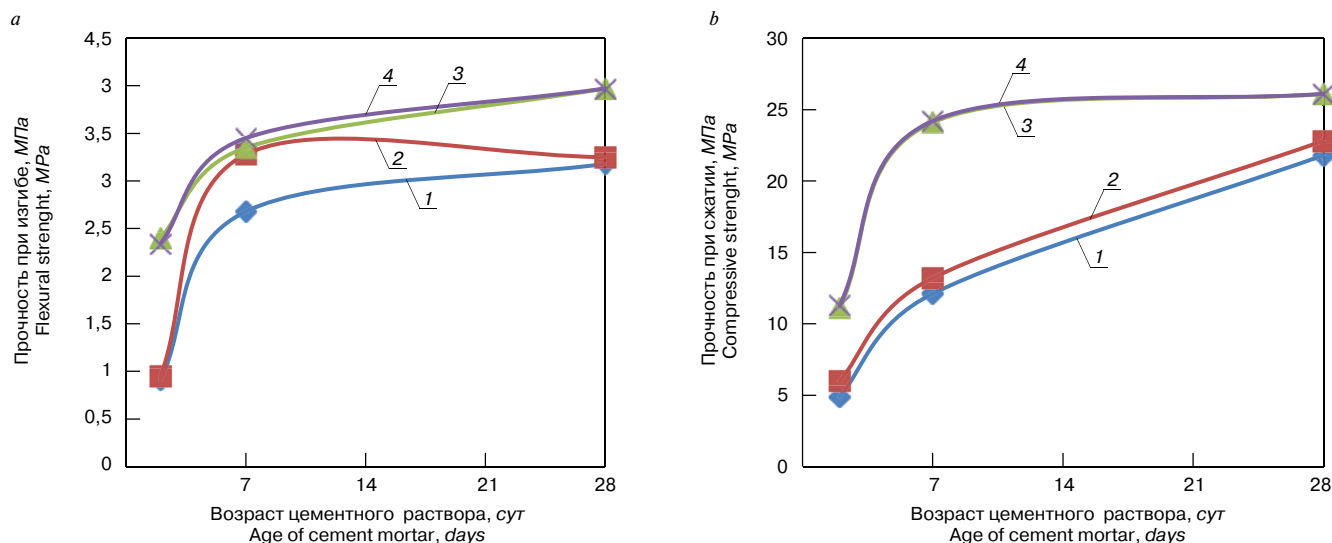 a
Прочность при изгибе, МПа
Flexural strenght, MPa
4,5
3
3,5
3
2,5
2
1,5
1
0,5
0
4
3
2
1
7 14 21 28
Возраст цементного раствора, сут
Age of cement mortar, days
b
Прочность при сжатии, МПа
Compressive strenght, MPa
30
25
20
15
10
5
0
4
3
2
1
7 14 21 28
Возраст цементного раствора, сут
Age of cement mortar, days